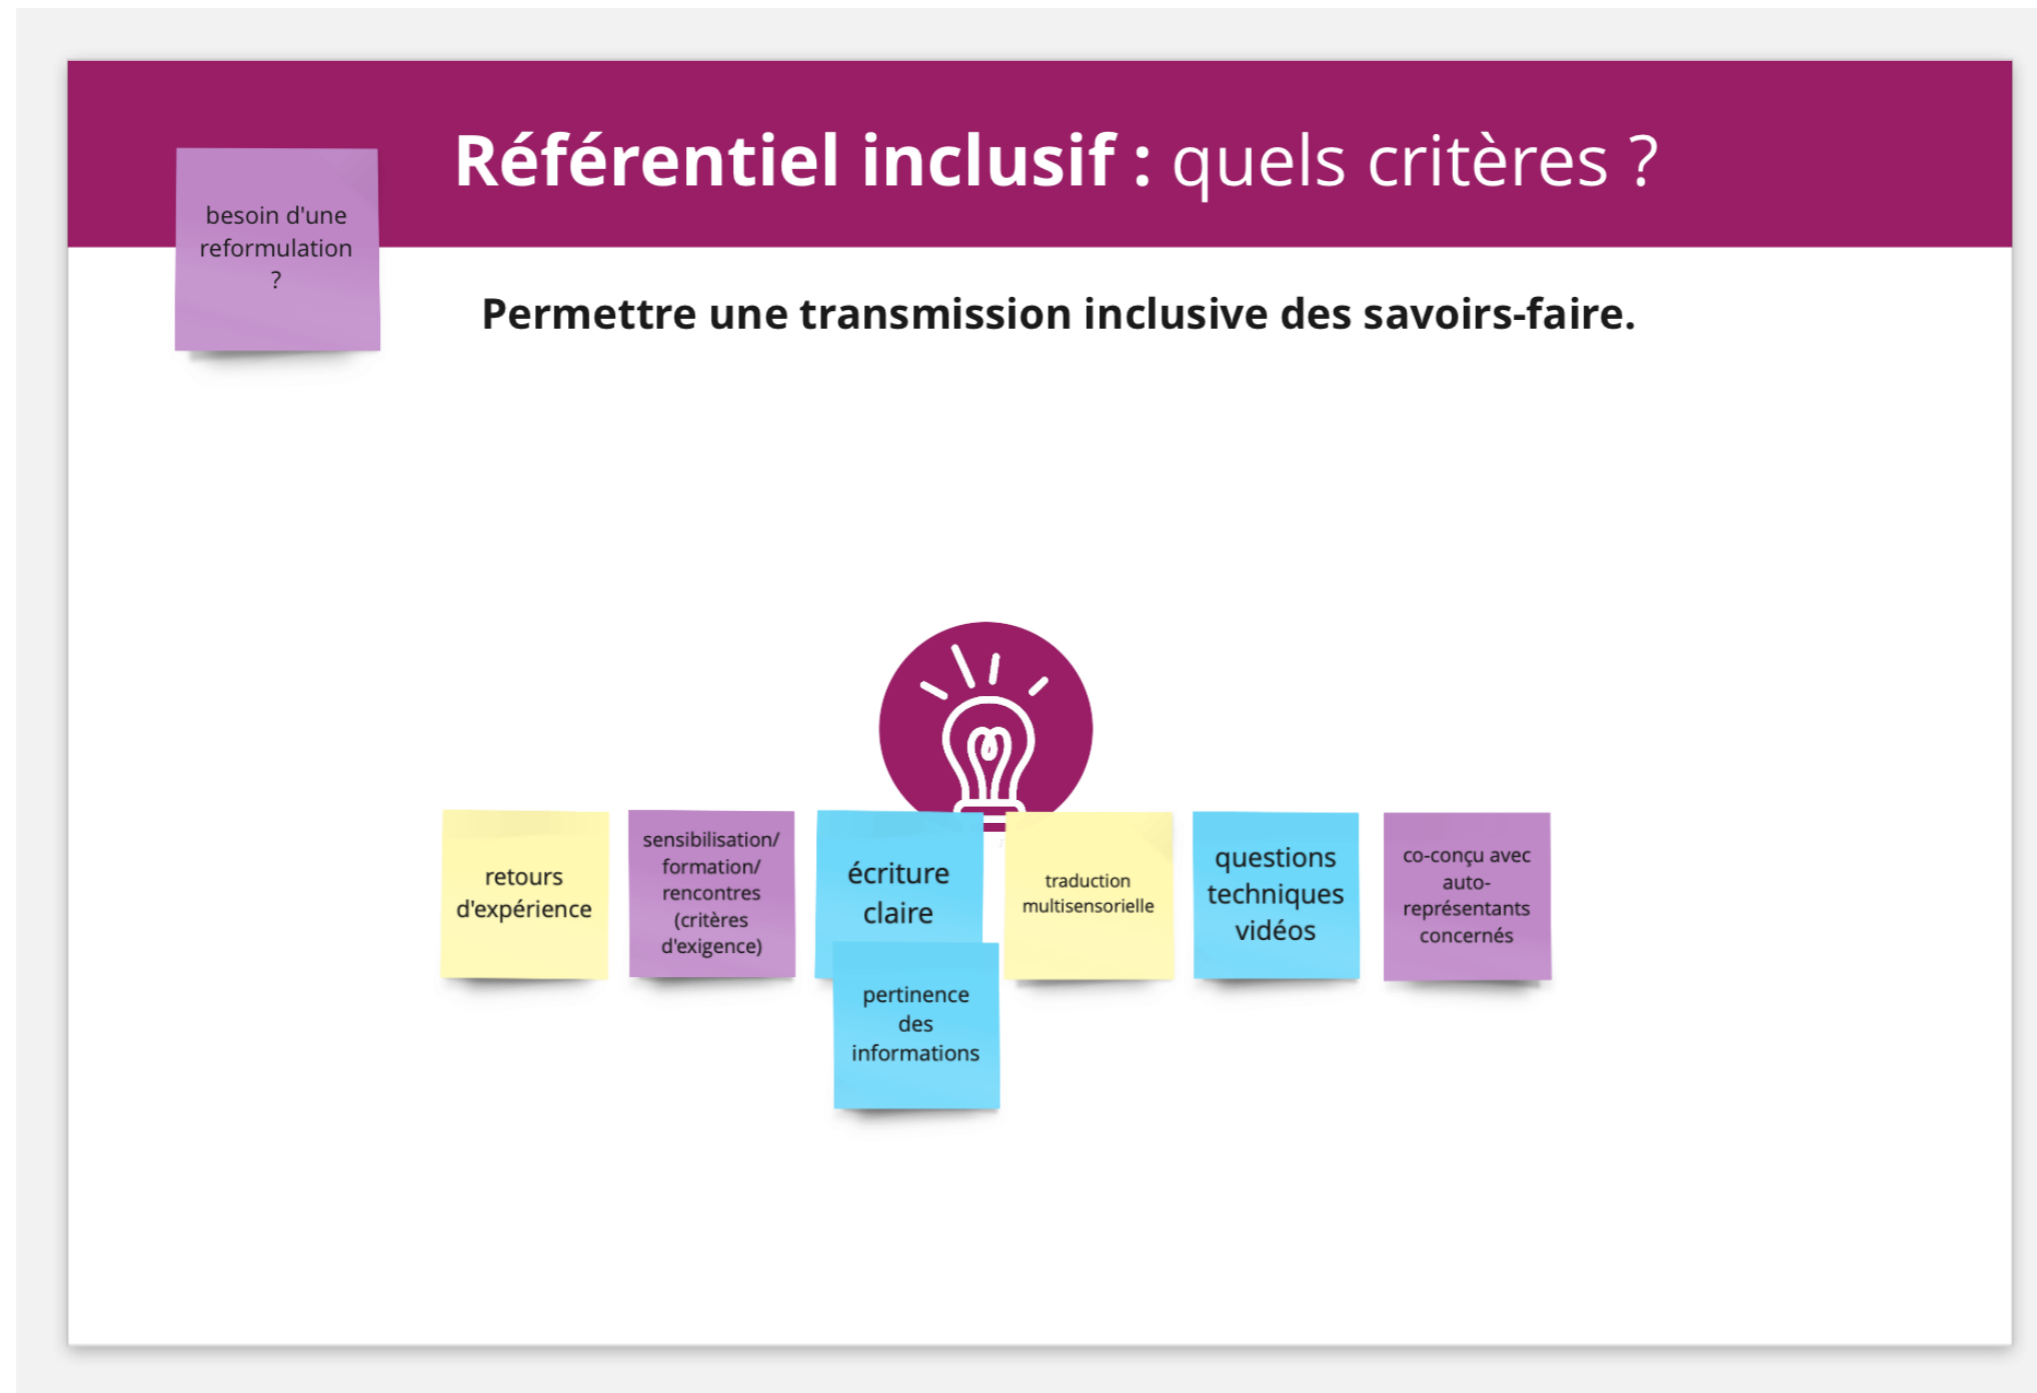 Référentiel inclusif : quels critères ?
besoin d'une
reformulation
?
Permettre une transmission inclusive des savoirs-faire.
retours
d'expérience
sensibilisation/
formation/
rencontres
(critères
d'exigence)
écriture
claire
pertinence
des
informations
traduction
multisensorielle
questions
techniques
vidéos
co-conçu avec
auto-
représentants
concernés